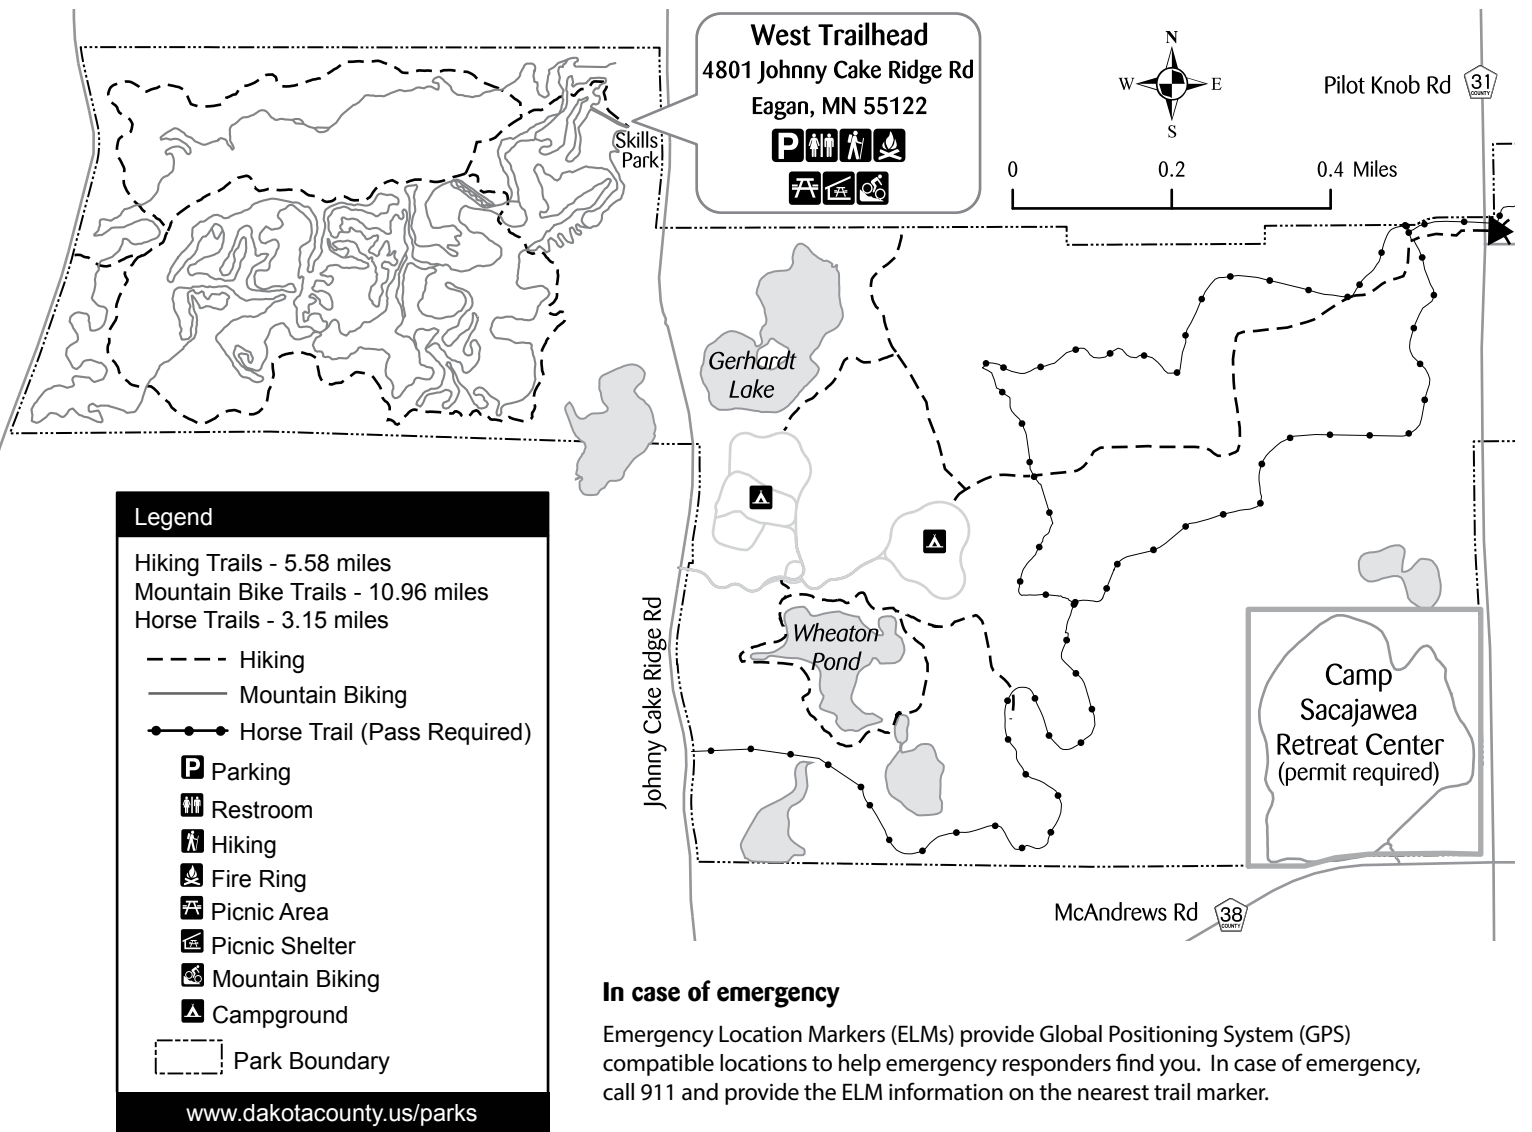 West Trailhead
4801 Johnny Cake Ridge Rd
Eagan, MN 55122
P
Skills
Park
N
W E
S
Pilot Knob Rd
31
COUNTY
0 0.2 0.4 Miles
Gerhardt
Lake
Wheaton
Pond
Johnny Cake Ridge Rd
Camp
Sacajawea
Retreat Center
(permit required)
McAndrews Rd
38
COUNTY
Legend
Hiking Trails - 5.58 miles
Mountain Bike Trails - 10.96 miles
Horse Trails - 3.15 miles
Hiking
Mountain Biking
Horse Trail (Pass Required)
P Parking
Restroom
Hiking
Fire Ring
Picnic Area
Picnic Shelter
Mountain Biking
Campground
Park Boundary
www.dakotacounty.us/parks
In case of emergency
Emergency Location Markers (ELMs) provide Global Positioning System (GPS)
compatible locations to help emergency responders find you. In case of emergency,
call 911 and provide the ELM information on the nearest trail marker.